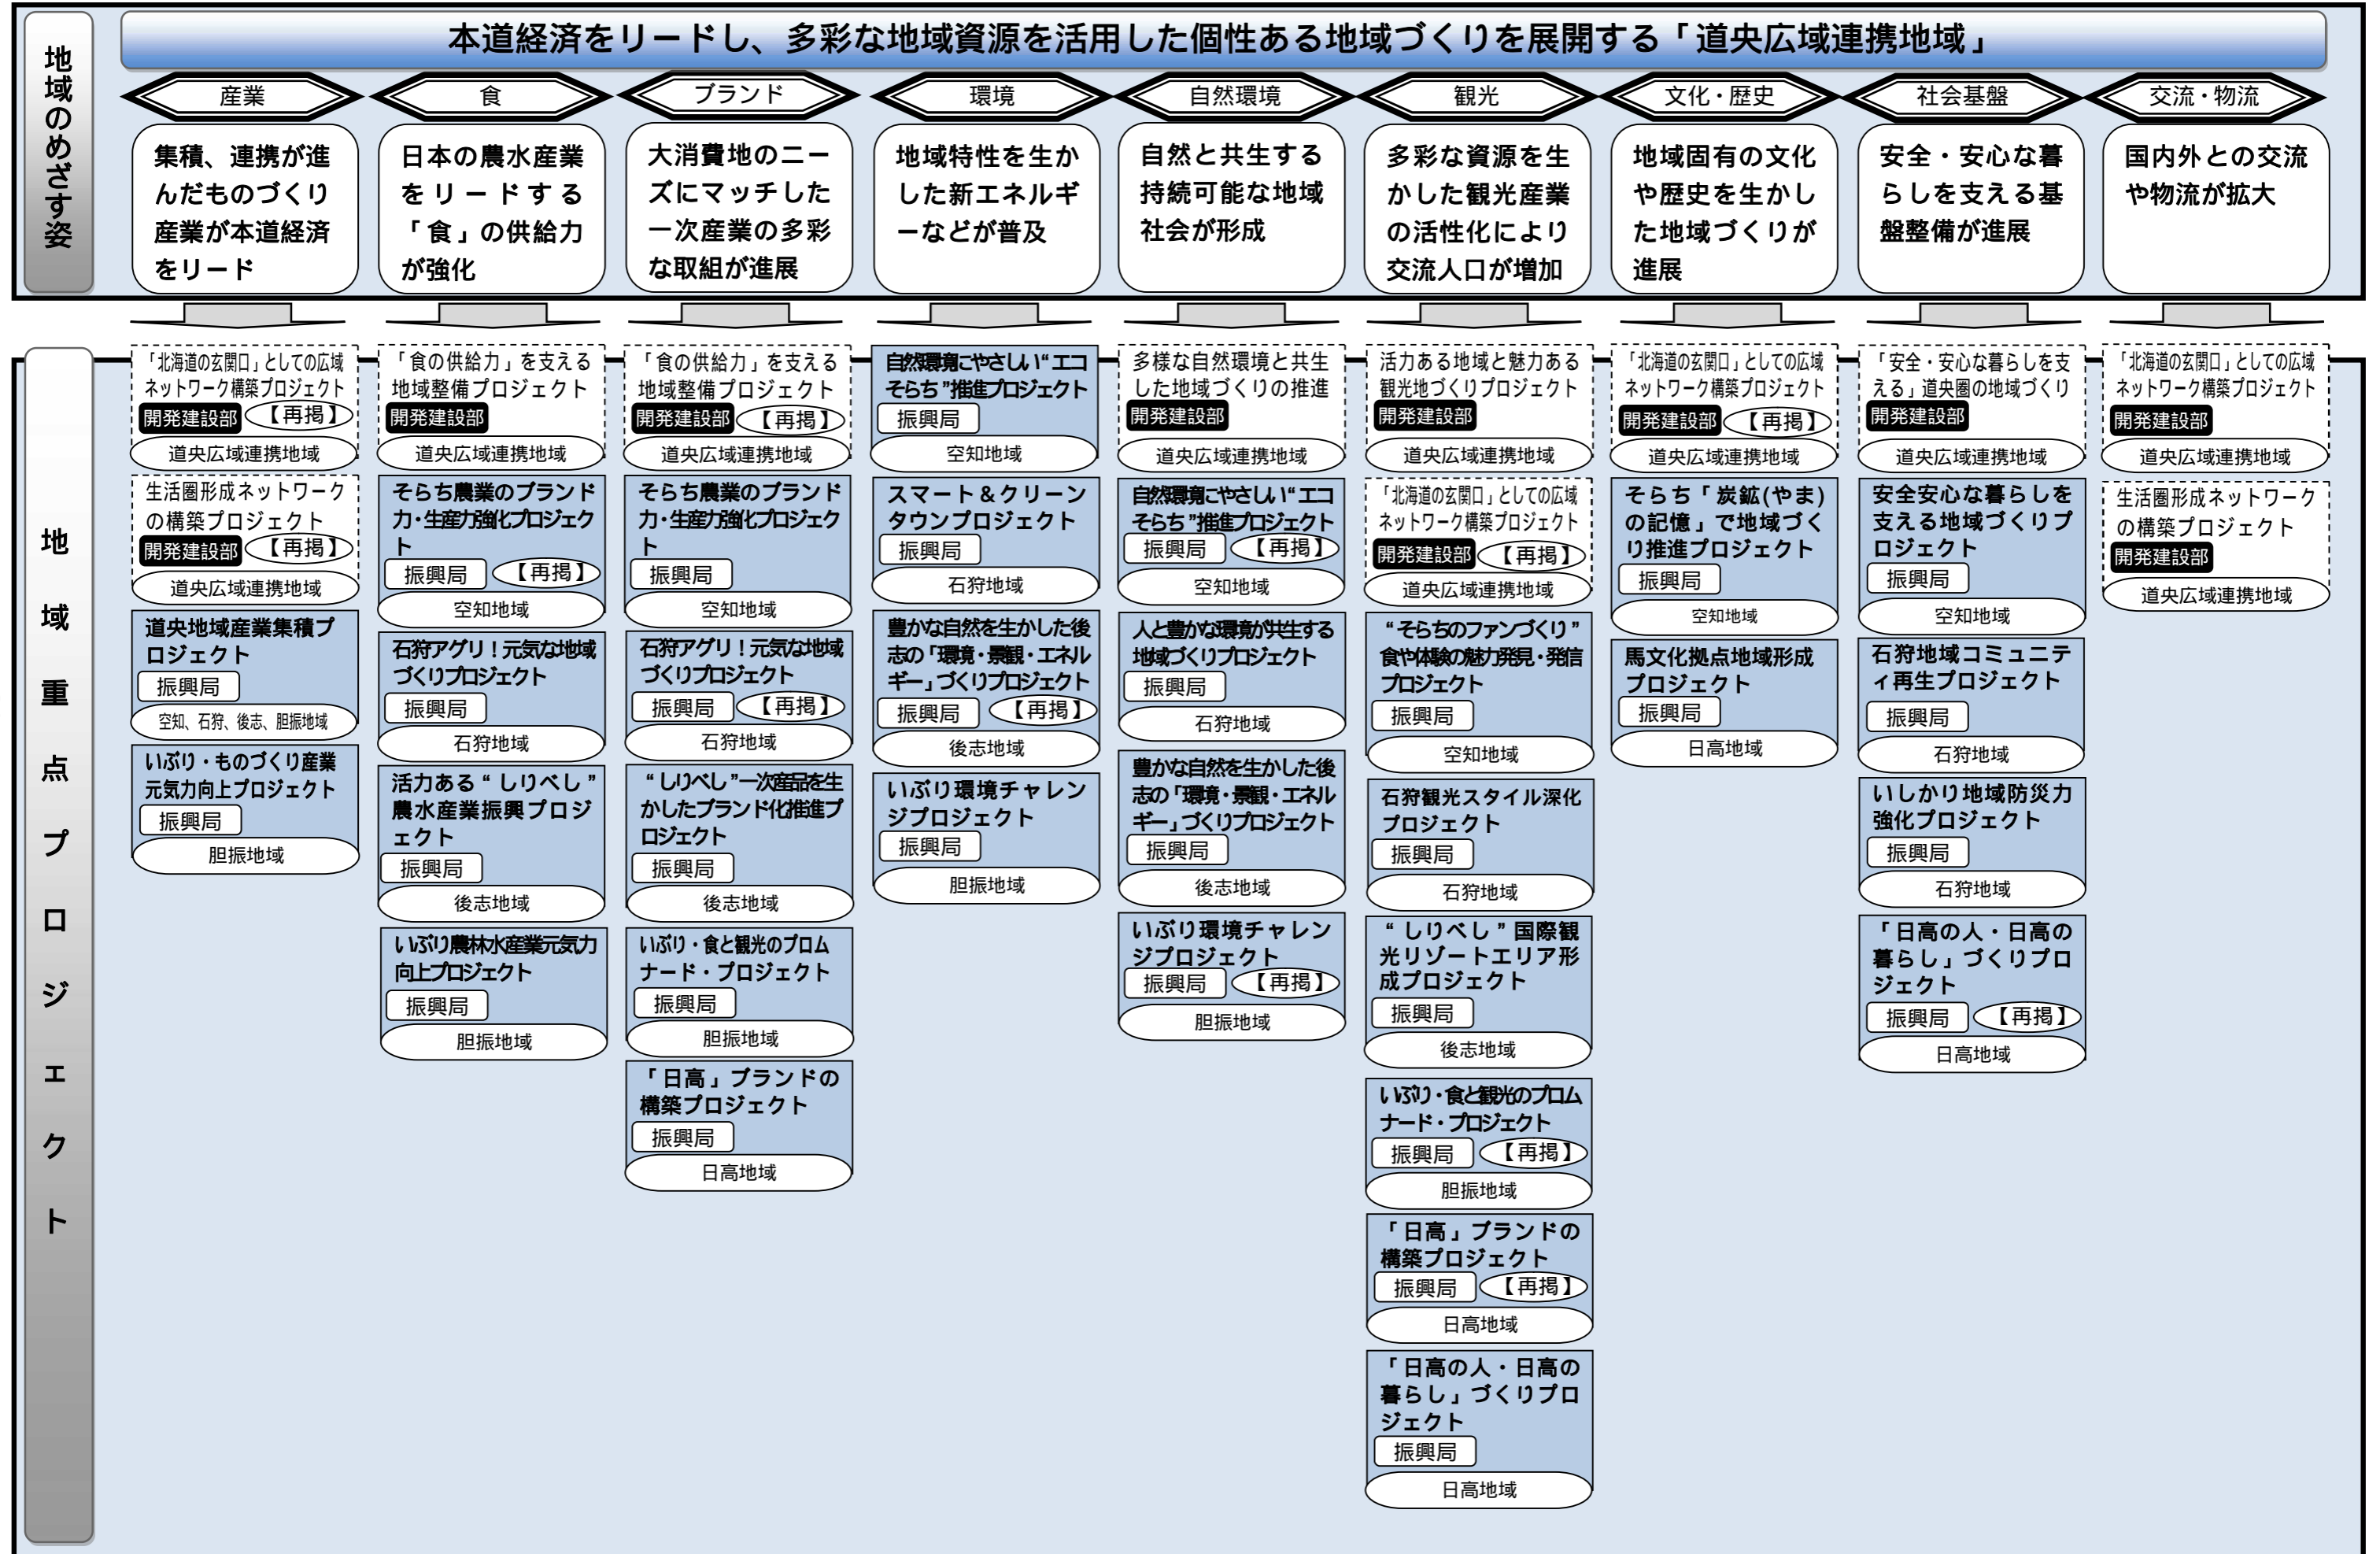 地域のめざす姿
本道経済をリードし、多彩な地域資源を活用した個性ある地域づくりを展開する「道央広域連携地域」
産業
集積、連携が進
んだものづくり
産業が本道経済
をリード
食
日本の農水産業
をリードする
「食」の供給力
が強化
ブランド
大消費地のニー
ズにマッチした
一次産業の多彩
な取組が進展
環境
地域特性を生か
した新エネルギ
ーなどが普及
自然環境
自然と共生する
持続可能な地域
社会が形成
観光
多彩な資源を生
かした観光産業
の活性化により
交流人口が増加
文化・歴史
地域固有の文化
や歴史を生かし
た地域づくりが
進展
社会基盤
安全・安心な暮
らしを支える基
盤整備が進展
交流・物流
国内外との交流
や物流が拡大
地域重点プロジェクト
「北海道の玄関口」としての広域
ネットワーク構築プロジェクト
開発建設部 【再掲】
道央広域連携地域
生活圏形成ネットワーク
の構築プロジェクト
開発建設部 【再掲】
道央広域連携地域
道央地域産業集積プ
ロジェクト
振興局
空知、石狩、後志、胆振地域
いぶり・ものづくり産業
元気力向上プロジェクト
振興局
胆振地域
「食の供給力」を支える
地域整備プロジェクト
開発建設部
道央広域連携地域
そらち農業のブランド
力・生産力強化プロジェク
ト
振興局 【再掲】
空知地域
石狩アグリ！元気な地域
づくりプロジェクト
振興局
石狩地域
活力ある“しりべし”
農水産業振興プロジ
ェクト
振興局
後志地域
いぶり農林水産業元気力
向上プロジェクト
振興局
胆振地域
「食の供給力」を支える
地域整備プロジェクト
開発建設部 【再掲】
道央広域連携地域
そらち農業のブランド
力・生産力強化プロジェク
ト
振興局
空知地域
石狩アグリ！元気な地域
づくりプロジェクト
振興局 【再掲】
石狩地域
“しりべし”一次産品を生
かしたブランド化推進プ
ロジェクト
振興局
後志地域
いぶり・食と観光のプロム
ナード・プロジェクト
振興局
胆振地域
「日高」ブランドの
構築プロジェクト
振興局
日高地域
自然環境にやさしい“エコ
そらち”推進プロジェクト
振興局
空知地域
スマート＆クリーン
タウンプロジェクト
振興局
石狩地域
豊かな自然を生かした後
志の「環境・景観・エネル
ギー」づくりプロジェクト
振興局 【再掲】
後志地域
いぶり環境チャレン
ジプロジェクト
振興局
胆振地域
多様な自然環境と共生
した地域づくりの推進
開発建設部
道央広域連携地域
自然環境にやさしい“エコ
そらち”推進プロジェクト
振興局 【再掲】
空知地域
人と豊かな環境が共生する
地域づくりプロジェクト
振興局
石狩地域
豊かな自然を生かした後
志の「環境・景観・エネル
ギー」づくりプロジェクト
振興局
後志地域
いぶり環境チャレン
ジプロジェクト
振興局 【再掲】
胆振地域
活力ある地域と魅力ある
観光地づくりプロジェクト
開発建設部
道央広域連携地域
「北海道の玄関口」としての広域
ネットワーク構築プロジェクト
開発建設部 【再掲】
道央広域連携地域
“そらちのファンづくり”
食や体験の魅力発見・発信
プロジェクト
振興局
空知地域
石狩観光スタイル深化
プロジェクト
振興局
石狩地域
“しりべし”国際観
光リゾートエリア形
成プロジェクト
振興局
後志地域
いぶり・食と観光のプロム
ナード・プロジェクト
振興局 【再掲】
胆振地域
「日高」ブランドの
構築プロジェクト
振興局 【再掲】
日高地域
「日高の人・日高の
暮らし」づくりプロ
ジェクト
振興局
日高地域
「北海道の玄関口」としての広域
ネットワーク構築プロジェクト
開発建設部 【再掲】
道央広域連携地域
そらち「炭鉱(やま)
の記憶」で地域づく
り推進プロジェクト
振興局
空知地域
馬文化拠点地域形成
プロジェクト
振興局
日高地域
「安全・安心な暮らしを支
える」道央圏の地域づくり
開発建設部
道央広域連携地域
安全安心な暮らしを
支える地域づくりプ
ロジェクト
振興局
空知地域
石狩地域コミュニテ
ィ再生プロジェクト
振興局
石狩地域
いしかり地域防災力
強化プロジェクト
振興局
石狩地域
「日高の人・日高の
暮らし」づくりプロ
ジェクト
振興局 【再掲】
日高地域
「北海道の玄関口」としての広域
ネットワーク構築プロジェクト
開発建設部
道央広域連携地域
生活圏形成ネットワーク
の構築プロジェクト
開発建設部
道央広域連携地域